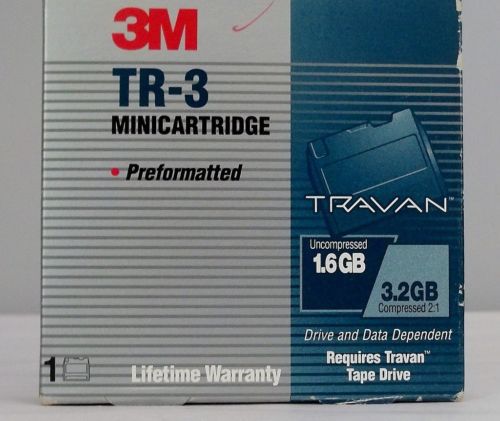 3M
TR-3
MINICARTRIDGE
• Preformatted
TRAVAN™
Uncompressed
1.6GB
3.2GB
Compressed 2:1
Drive and Data Dependent
Requires Travan™
Tape Drive
1
Lifetime Warranty